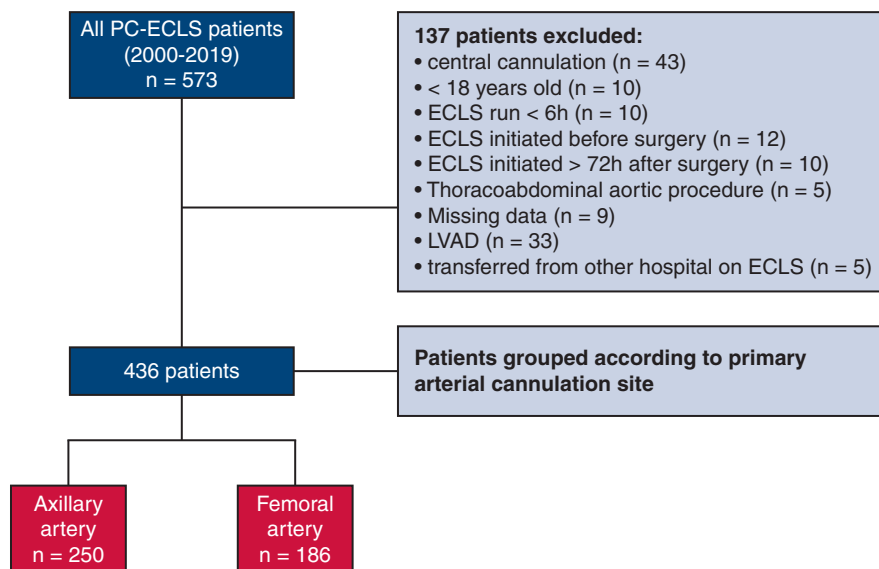 All PC-ECLS patients
(2000-2019)
n = 573
137 patients excluded:
• central cannulation (n = 43)
• < 18 years old (n = 10)
• ECLS run < 6h (n = 10)
• ECLS initiated before surgery (n = 12)
• ECLS initiated > 72h after surgery (n = 10)
• Thoracoabdominal aortic procedure (n = 5)
• Missing data (n = 9)
• LVAD (n = 33)
• transferred from other hospital on ECLS (n = 5)
436 patients
Patients grouped according to primary
arterial cannulation site
Axillary
artery
n = 250
Femoral
artery
n = 186